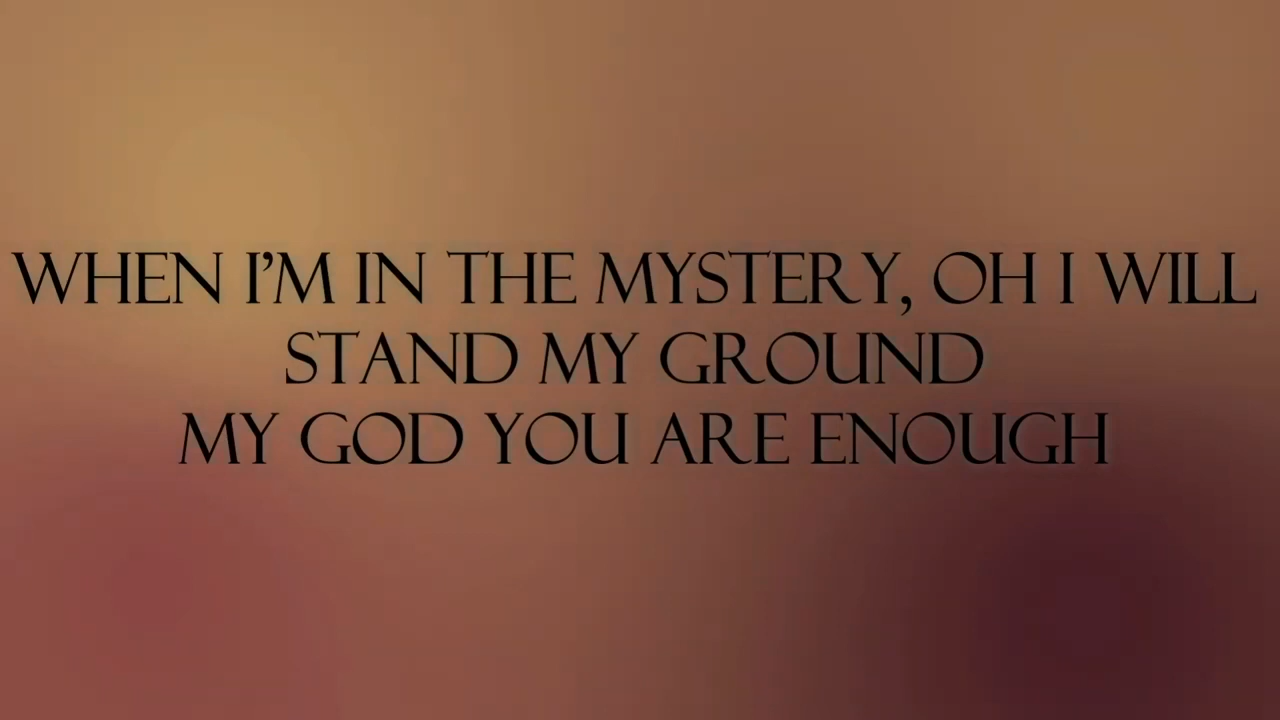 WHEN I'M IN THE MYSTERY, OH I WILL
STAND MY GROUND
MY GOD YOU ARE ENOUGH